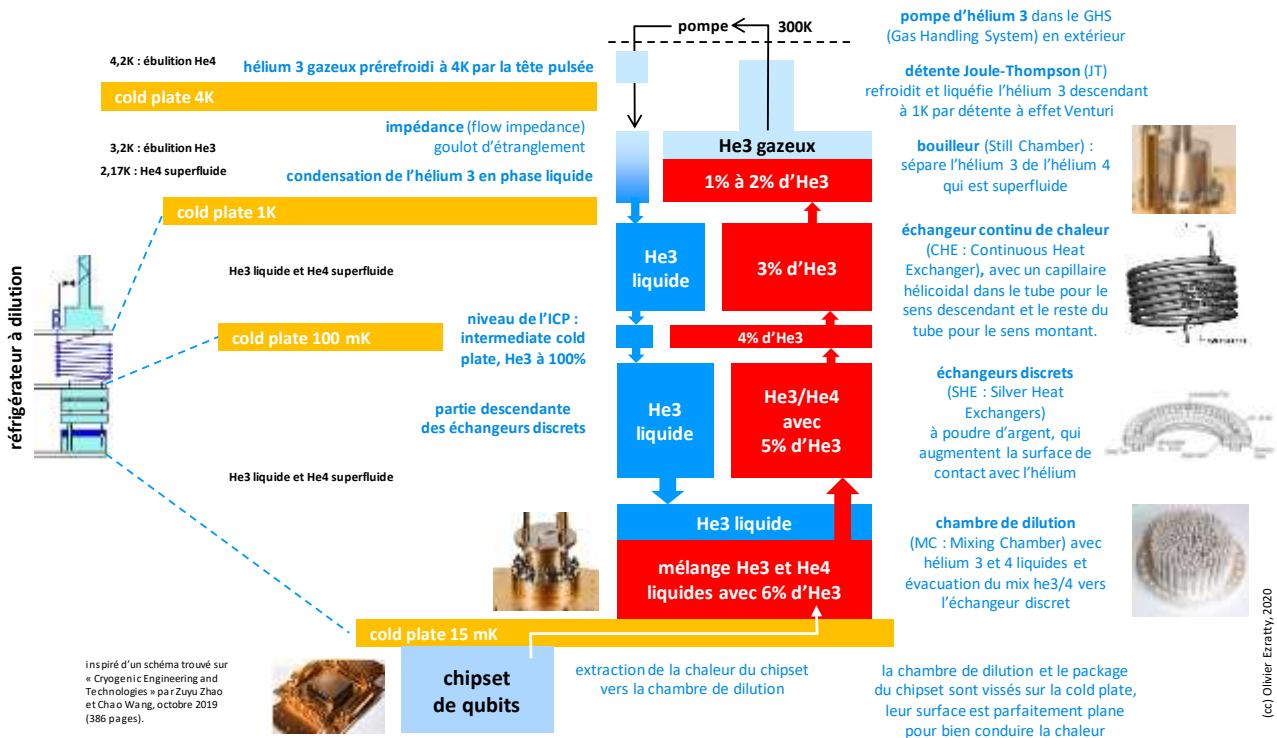 pompe
300K
pompe d’hélium 3 dans le GHS
(Gas Handling System) en extérieur
4,2K : ébulition He4
hélium 3 gazeux prérefroidi à 4K par la tête pulsée
cold plate 4K
détente Joule-Thompson (JT)
refroidit et liquéfie l’hélium 3 descendant
à 1K par détente à effet Venturi
impédance (flow impedance)
goulot d’étranglement
3,2K : ébulition He3
2,17K : He4 superfluide
condensation de l’hélium 3 en phase liquide
He3 gazeux
1% à 2% d’He3
bouilleur (Still Chamber) :
sépare l’hélium 3 de l’hélium 4
qui est superfluide
cold plate 1K
He3
liquide
3% d’He3
échangeur continu de chaleur
(CHE : Continuous Heat
Exchanger), avec un capillaire
hélicoidal dans le tube pour le
sens descendant et le reste du
tube pour le sens montant.
He3 liquide et He4 superfluide
réfrigérateur à dilution
cold plate 100 mK
niveau de l’ICP :
intermediate cold
plate, He3 à 100%
4% d’He3
partie descendante
des échangeurs discrets
He3
liquide
He3/He4
avec
5% d’He3
échangeurs discrets
(SHE : Silver Heat
Exchangers)
à poudre d’argent, qui
augmentent la surface de
contact avec l’hélium
He3 liquide et He4 superfluide
He3 liquide
mélange He3 et He4
liquides avec 6% d’He3
chambre de dilution
(MC : Mixing Chamber) avec
hélium 3 et 4 liquides et
évacuation du mix he3/4 vers
l’échangeur discret
cold plate 15 mK
chipset
de qubits
extraction de la chaleur du chipset
vers la chambre de dilution
la chambre de dilution et le package
du chipset sont vissés sur la cold plate,
leur surface est parfaitement plane
pour bien conduire la chaleur
inspiré d’un schéma trouvé sur
« Cryogenic Engineering and
Technologies » par Zuyu Zhao
et Chao Wang, octobre 2019
(386 pages).
(cc) Olivier Ezratty, 2020